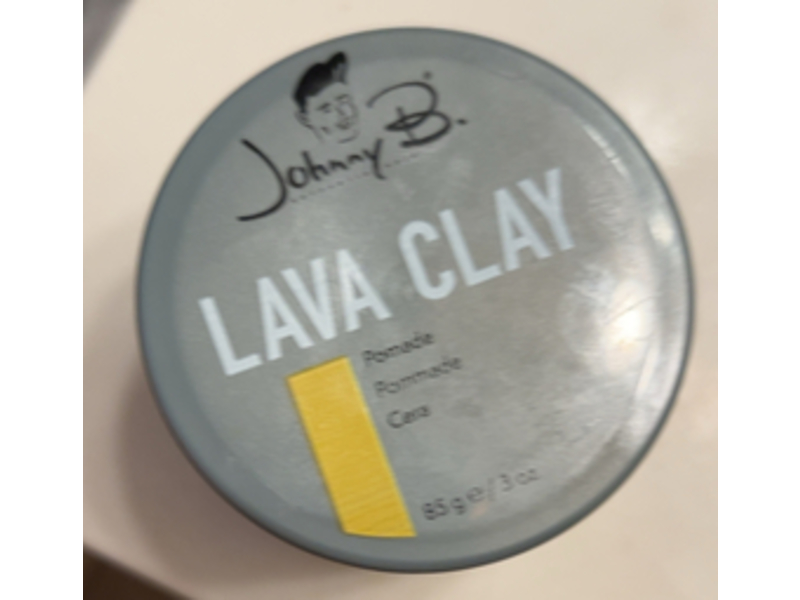 Johnny B.
LAVA CLAY
Pomade
Pommade
Cera
85 g e / 3 oz